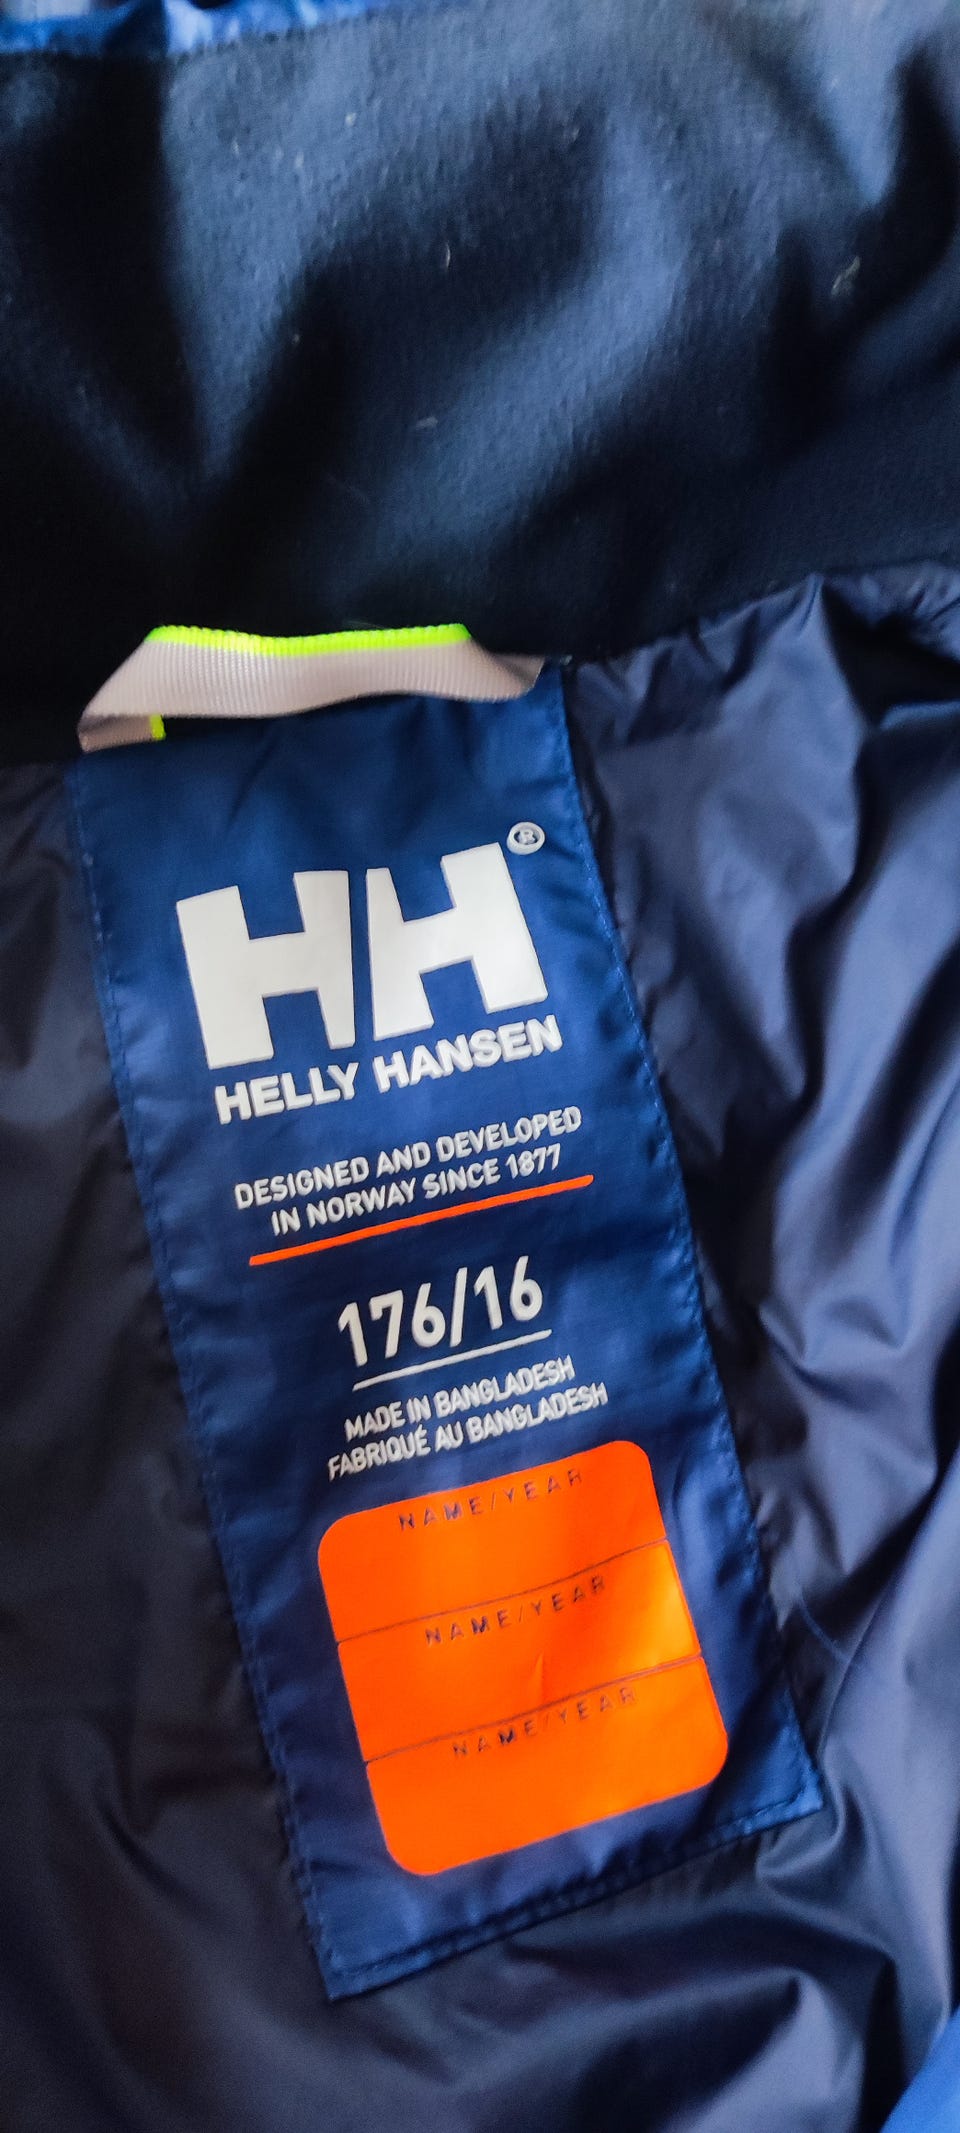 HH®
HELLY HANSEN
DESIGNED AND DEVELOPED
IN NORWAY SINCE 1877
176/16
MADE IN BANGLADESH
FABRIQUÉ AU BANGLADESH
NAME/YEAR
NAME/YEAR
NAME/YEAR